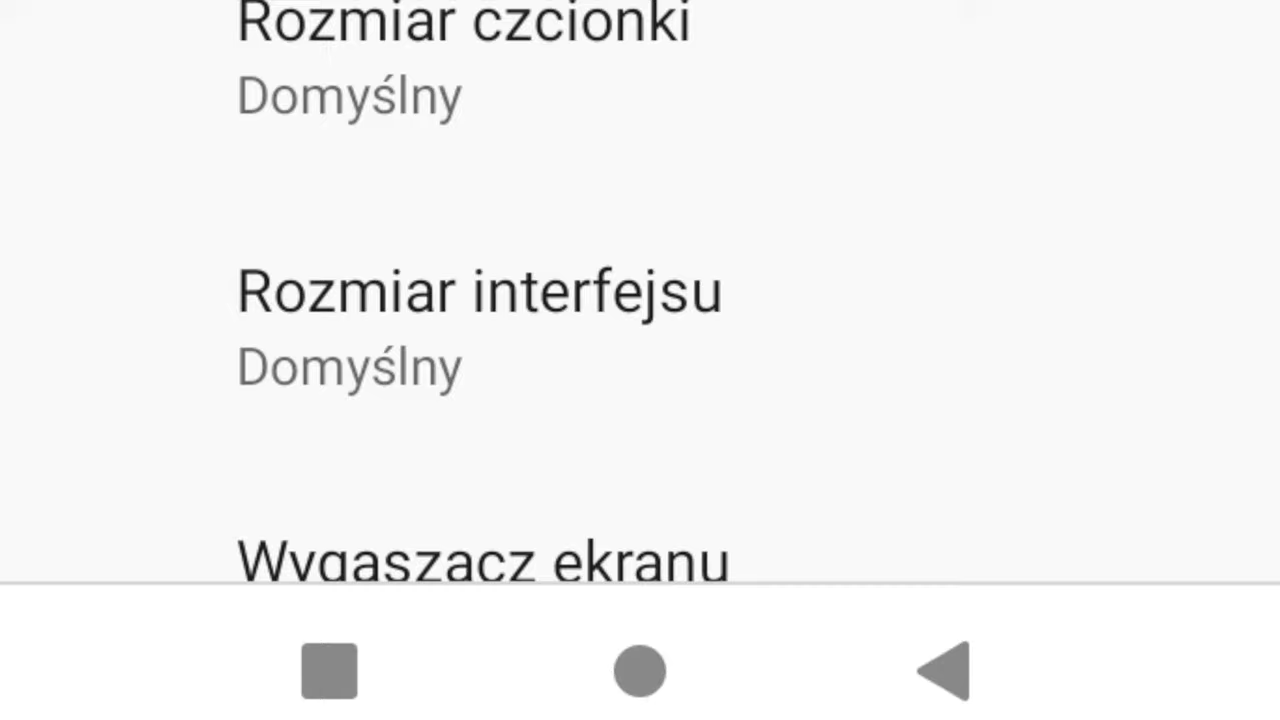 Rozmiar czcionki
Domyślny
Rozmiar interfejsu
Domyślny
Wygaszacz ekranu